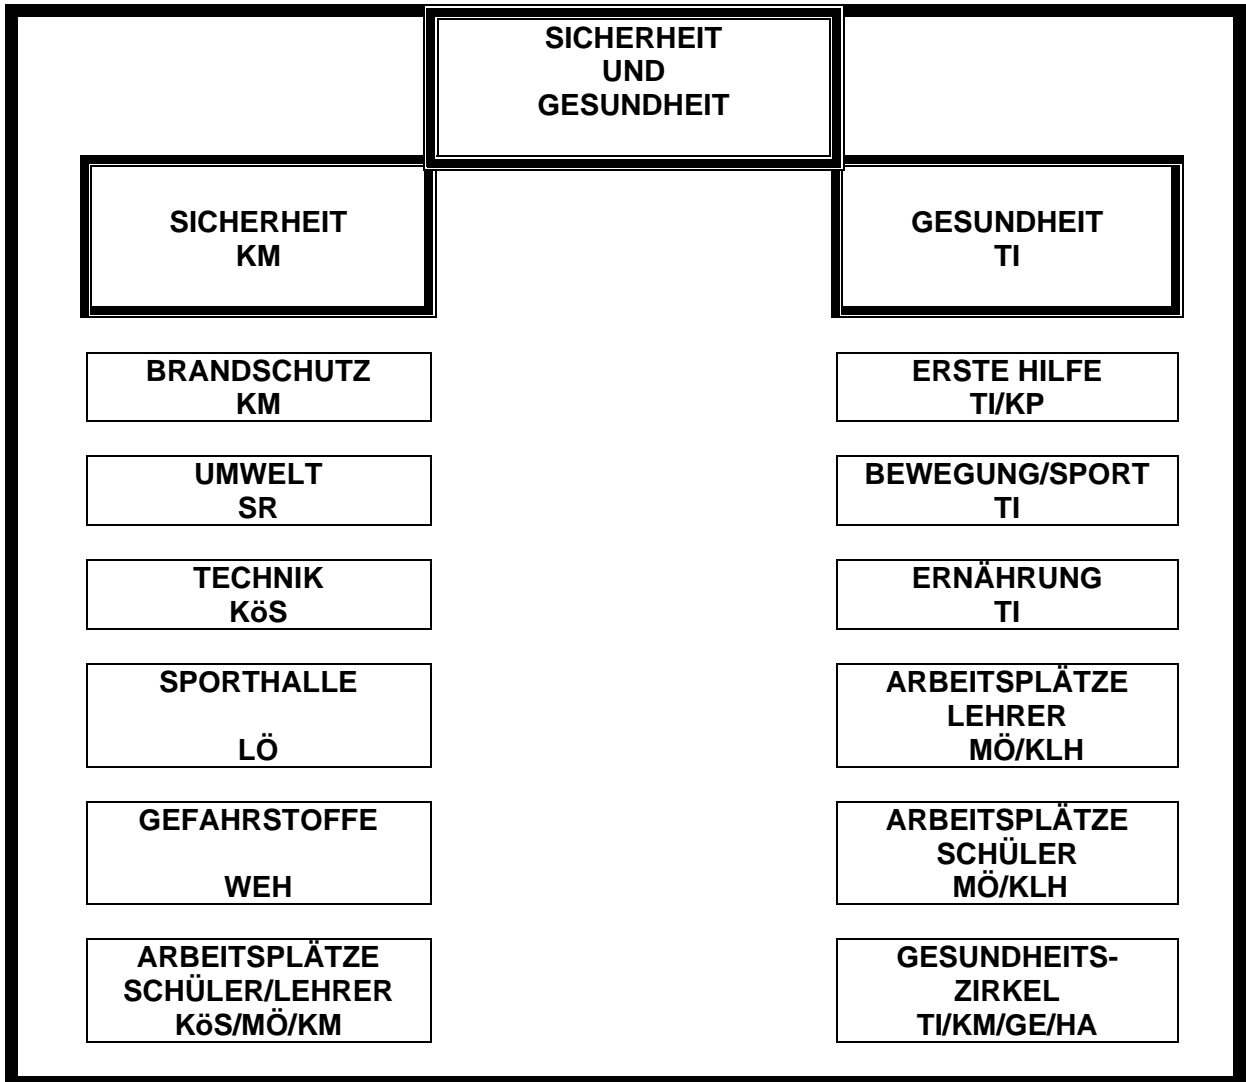 SICHERHEIT
UND
GESUNDHEIT
SICHERHEIT
KM
GESUNDHEIT
TI
BRANDSCHUTZ
KM
ERSTE HILFE
TI/KP
UMWELT
SR
BEWEGUNG/SPORT
TI
TECHNIK
KöS
ERNÄHRUNG
TI
SPORTHALLE
LÖ
ARBEITSPLÄTZE
LEHRER
MÖ/KLH
GEFAHRSTOFFE
WEH
ARBEITSPLÄTZE
SCHÜLER
MÖ/KLH
ARBEITSPLÄTZE
SCHÜLER/LEHRER
KöS/MÖ/KM
GESUNDHEITS-
ZIRKEL
TI/KM/GE/HA